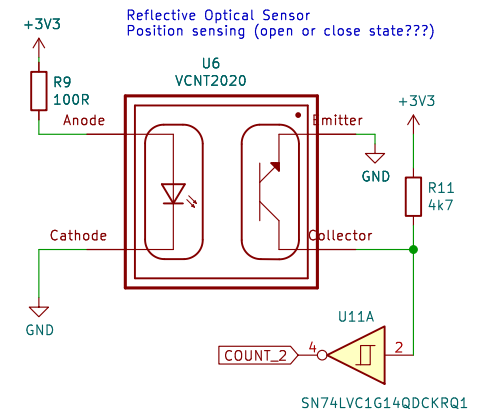 Reflective Optical Sensor
Position sensing (open or close state???)
+3V3
U6
VCNT2020
R9
100R
Anode
Emitter
+3V3
GND
R11
4k7
Cathode
Collector
GND
U11A
COUNT_2
4
2
SN74LVC1G14QDCKRQ1